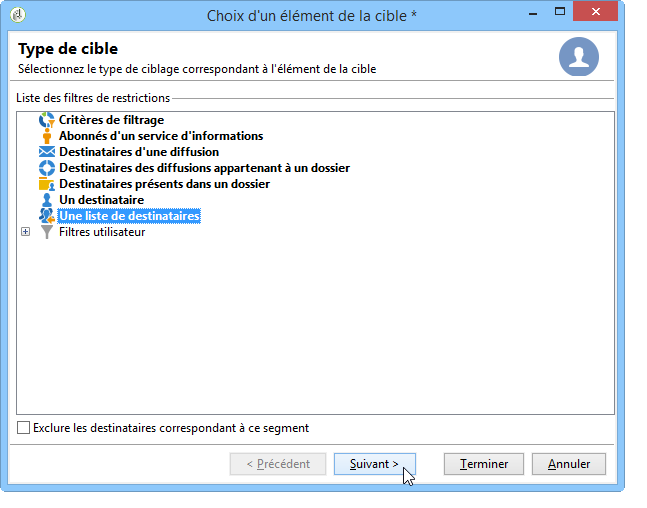 Choix d'un élément de la cible *
Type de cible
Sélectionnez le type de ciblage correspondant à l'élément de la cible
Liste des filtres de restrictions
Critères de filtrage
Abonnés d'un service d'informations
Destinataires d'une diffusion
Destinataires des diffusions appartenant à un dossier
Destinataires présents dans un dossier
Un destinataire
Une liste de destinataires
Filtres utilisateur
Exclure les destinataires correspondant à ce segment
< Précédent Suivant > Terminer Annuler